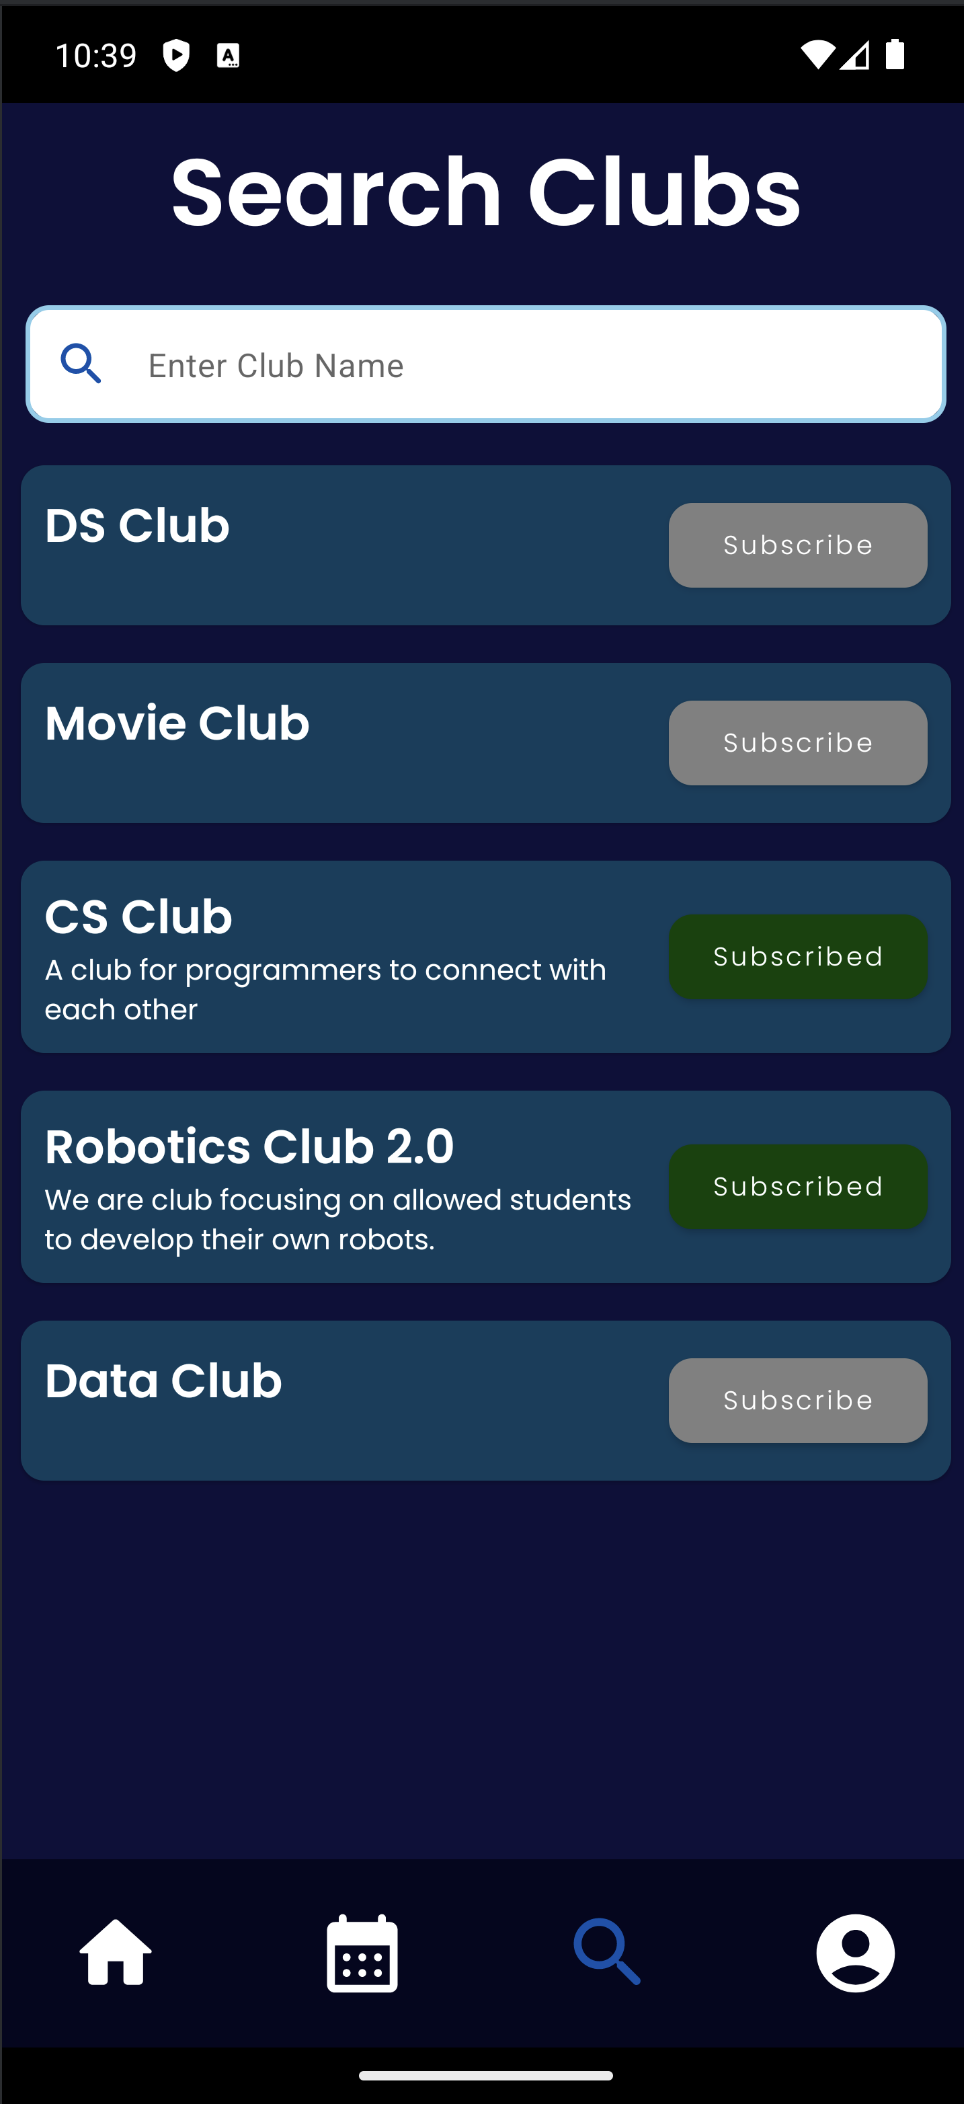 10:39
Search Clubs
Enter Club Name
DS Club
Subscribe
Movie Club
Subscribe
CS Club
A club for programmers to connect with
each other
Subscribed
Robotics Club 2.0
We are club focusing on allowed students
to develop their own robots.
Subscribed
Data Club
Subscribe